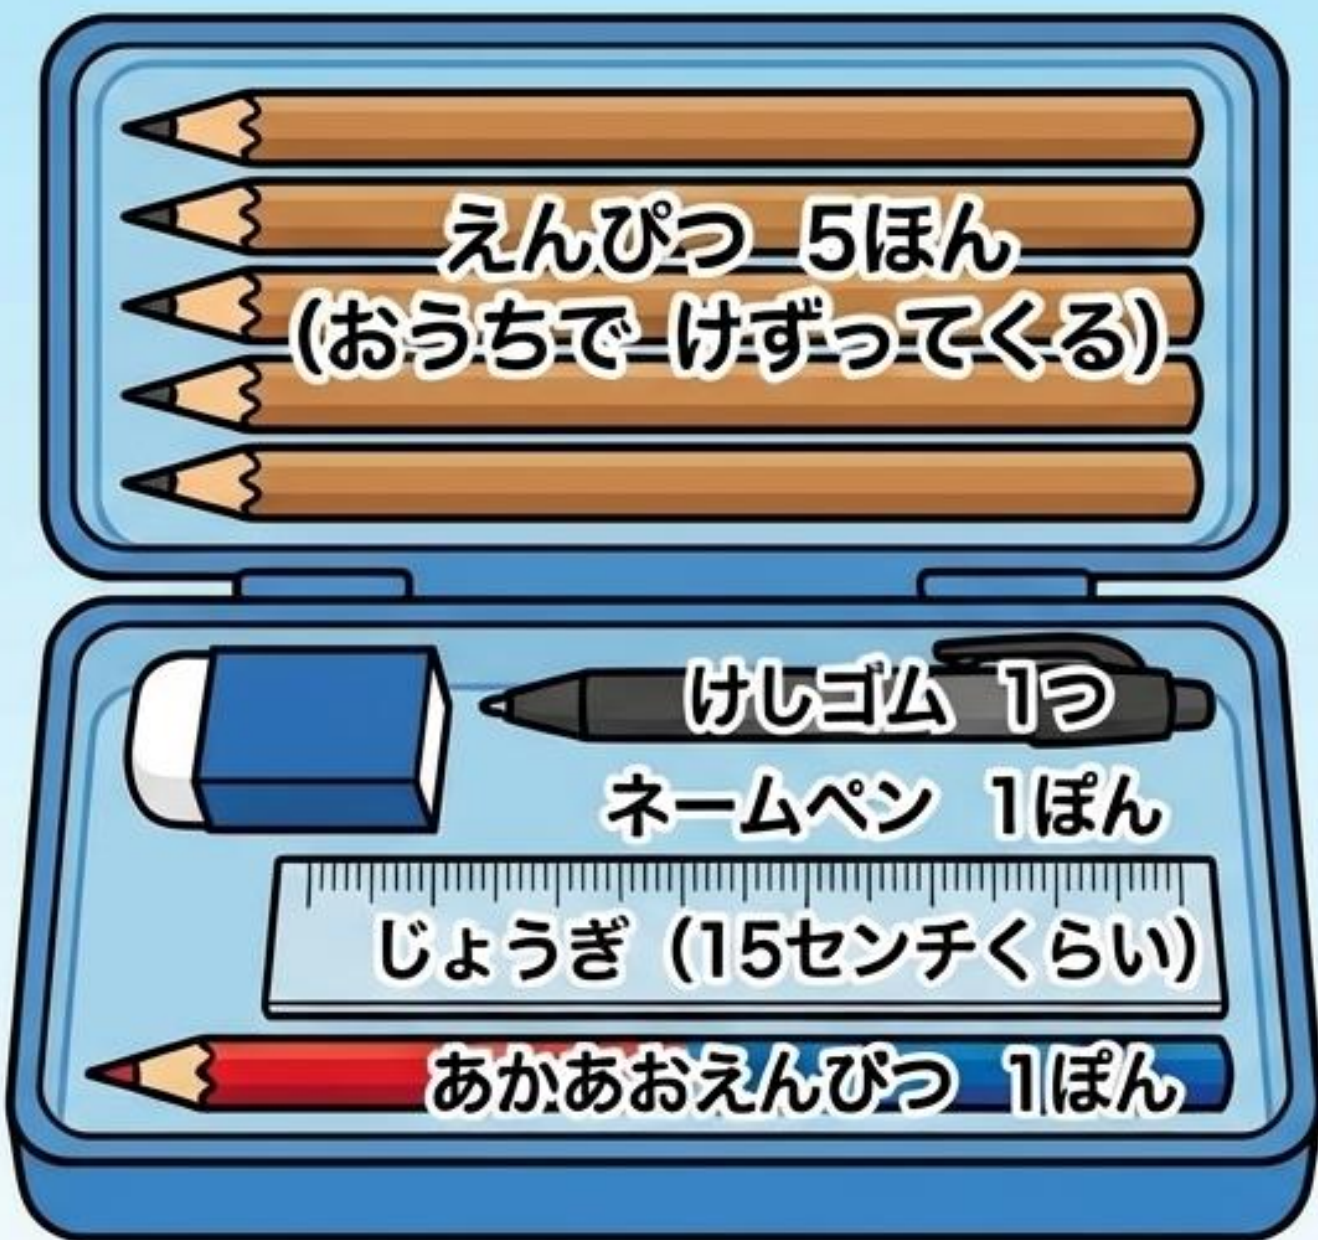 えんぴつ 5ほん
（おうちで けずってくる）
けしゴム 1つ
ネームペン 1ぽん
じょうぎ（15センチくらい）
あかあおえんぴつ 1ぽん